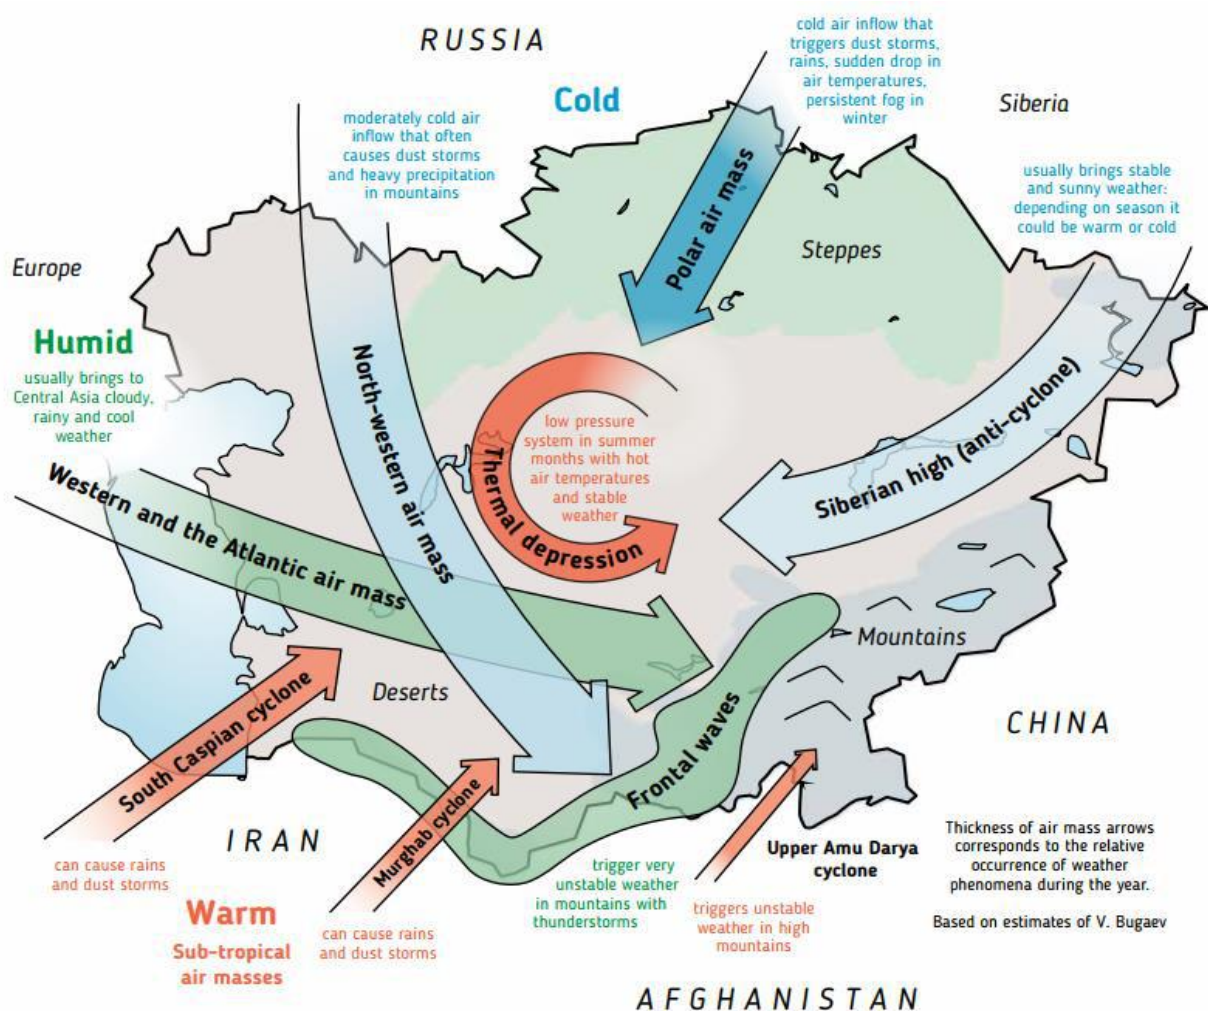 RUSSIA
cold air inflow that
triggers dust storms,
rains, sudden drop in
air temperatures,
persistent fog in
winter
Cold
Siberia
moderately cold air
inflow that often
causes dust storms
and heavy precipitation
in mountains
usually brings stable
and sunny weather:
depending on season it
could be warm or cold
Polar air mass
Steppes
Europe
Humid
usually brings to
Central Asia cloudy,
rainy and cool
weather
North-western air mass
low pressure
system in summer
months with hot
air temperatures
and stable
weather
Thermal depression
Siberian high (anti-cyclone)
Western and the Atlantic air mass
Mountains
Deserts
South Caspian cyclone
CHINA
Frontal waves
Murghab cyclone
IRAN
can cause rains
and dust storms
Warm
Sub-tropical
air masses
can cause rains
and dust storms
trigger very
unstable weather
in mountains with
thunderstorms
Upper Amu Darya
cyclone
triggers unstable
weather in high
mountains
Thickness of air mass arrows
corresponds to the relative
occurrence of weather
phenomena during the year.
Based on estimates of V. Bugaev
AFGHANISTAN